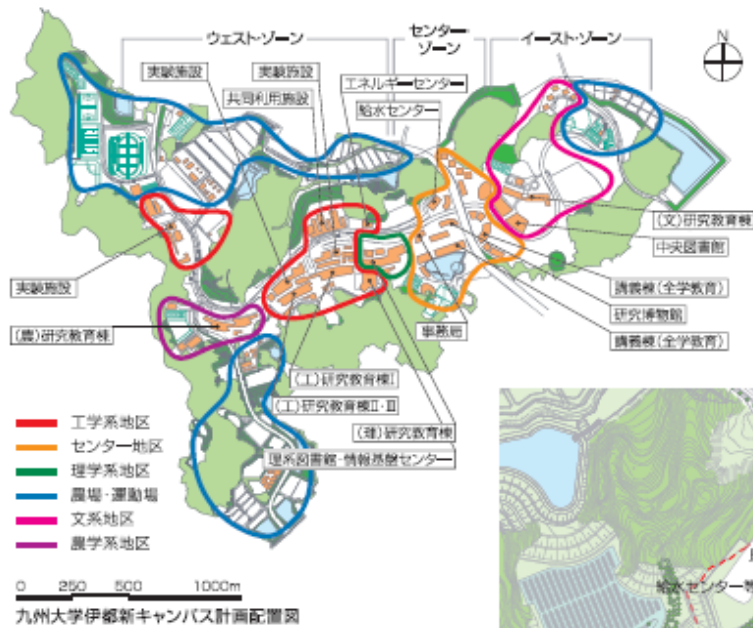 ウェスト・ゾーン
センター・
ゾーン
イースト・ゾーン
N
実験施設
実験施設
エネルギーセンター
共同利用施設
給水センター
(文)研究教育棟
中央図書館
実験施設
講義棟(全学教育)
研究博物館
(農)研究教育棟
事務局
講義棟(全学教育)
(工)研究教育棟Ⅰ
(工)研究教育棟Ⅱ・Ⅲ
(理)研究教育棟
理系図書館・情報基盤センター
工学系地区
センター地区
理学系地区
農場・運動場
文系地区
農学系地区
0 250 500 1000m
九州大学伊都新キャンパス計画配置図
給水センター